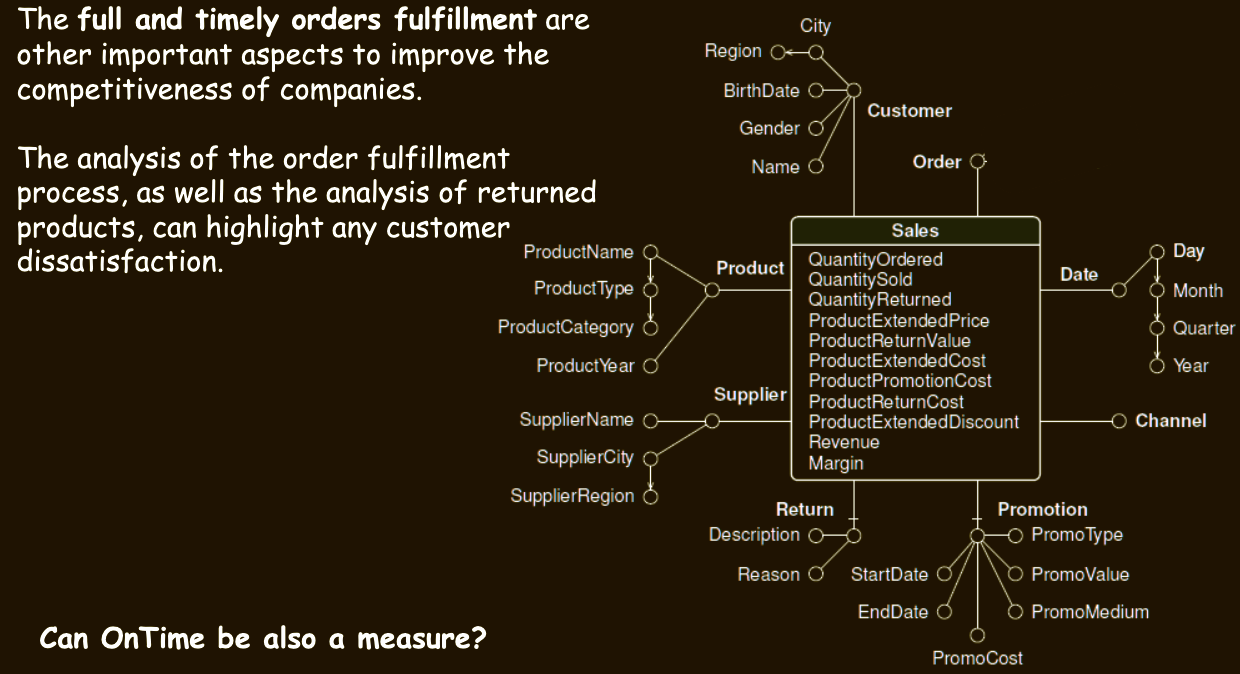 The full and timely orders fulfillment are
other important aspects to improve the
competitiveness of companies.
The analysis of the order fulfillment
process, as well as the analysis of returned
products, can highlight any customer
dissatisfaction.
City
Region
BirthDate
Customer
Gender
Name
Order
Sales
QuantityOrdered
QuantitySold
QuantityReturned
ProductExtendedPrice
ProductReturnValue
ProductExtendedCost
ProductPromotionCost
ProductReturnCost
ProductExtendedDiscount
Revenue
Margin
ProductName
Product
ProductType
ProductCategory
ProductYear
Supplier
SupplierName
SupplierCity
SupplierRegion
Date
Day
Month
Quarter
Year
Channel
Return
Description
Reason
Promotion
PromoType
StartDate
PromoValue
EndDate
PromoMedium
PromoCost
Can OnTime be also a measure?